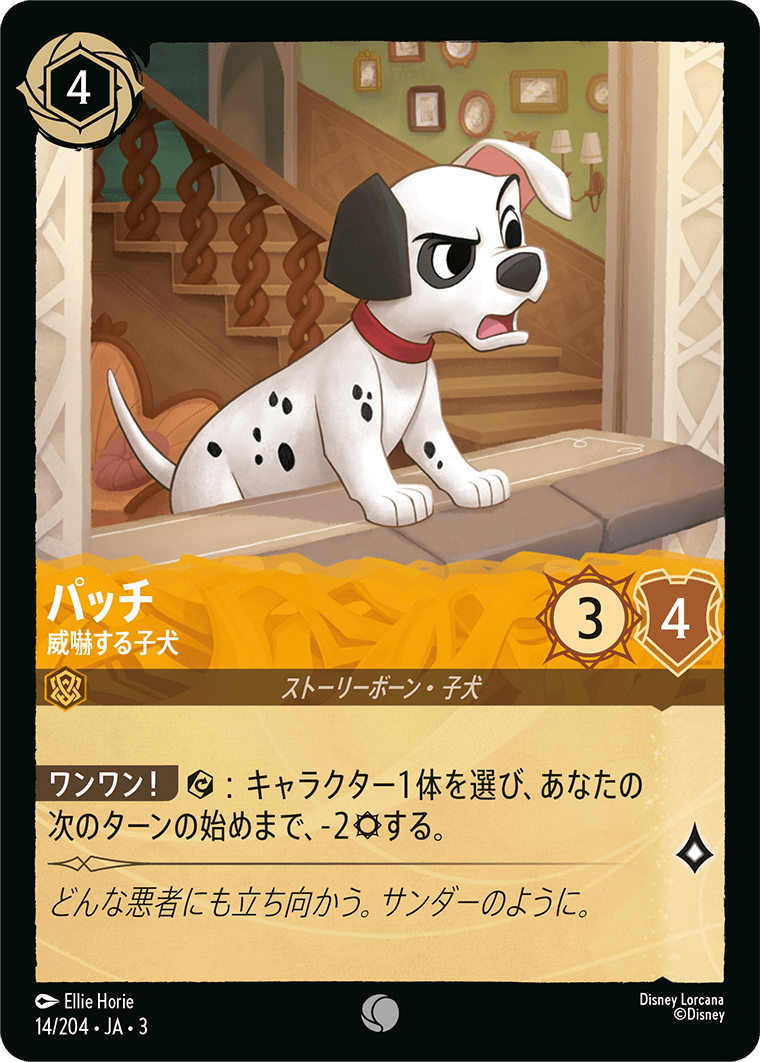 4
パッチ
威嚇する子犬
3
4
ストーリーボーン・子犬
ワンワン! : キャラクター1体を選び、あなたの
次のターンの始めまで、-2する。
どんな悪者にも立ち向かう。サンダーのように。
Ellie Horie
14/204・JA・3
Disney Lorcana
©Disney